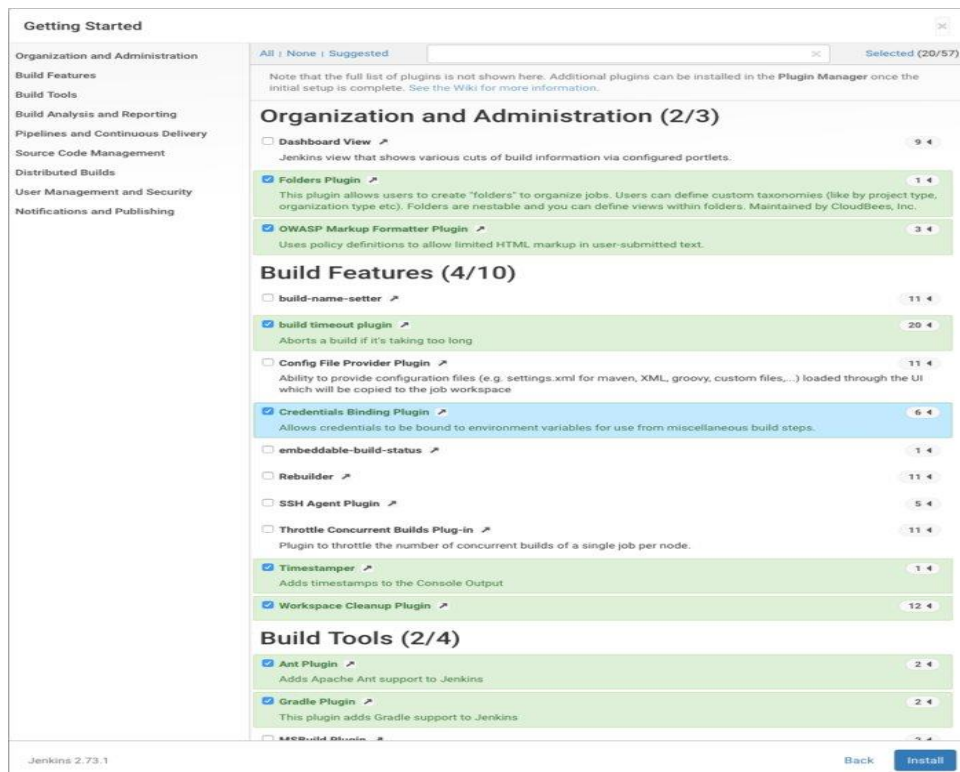 Getting Started
Organization and Administration
Build Features
Build Tools
Build Analysis and Reporting
Pipelines and Continuous Delivery
Source Code Management
Distributed Builds
User Management and Security
Notifications and Publishing
All | None | Suggested
Selected (20/57)
Note that the full list of plugins is not shown here. Additional plugins can be installed in the Plugin Manager once the
initial setup is complete. See the Wiki for more information.
Organization and Administration (2/3)
Dashboard View 9
Jenkins view that shows various cuts of build information via configured portlets.
Folders Plugin 1
This plugin allows users to create "folders" to organize jobs. Users can define custom taxonomies (like by project type,
organization type etc). Folders are nestable and you can define views within folders. Maintained by CloudBees, Inc.
OWASP Markup Formatter Plugin 3
Uses policy definitions to allow limited HTML markup in user-submitted text.
Build Features (4/10)
build-name-setter 11
build timeout plugin 20
Aborts a build if it's taking too long
Config File Provider Plugin 11
Ability to provide configuration files (e.g. settings.xml for maven, XML, groovy, custom files,...) loaded through the UI
which will be copied to the job workspace
Credentials Binding Plugin 6
Allows credentials to be bound to environment variables for use from miscellaneous build steps.
embeddable-build-status 1
Rebuilder 11
SSH Agent Plugin 5
Throttle Concurrent Builds Plug-in 11
Plugin to throttle the number of concurrent builds of a single job per node.
Timestamper 1
Adds timestamps to the Console Output
Workspace Cleanup Plugin 12
Build Tools (2/4)
Ant Plugin 2
Adds Apache Ant support to Jenkins
Gradle Plugin 2
This plugin adds Gradle support to Jenkins
MSBuild Plugin
Jenkins 2.73.1
Back
Install